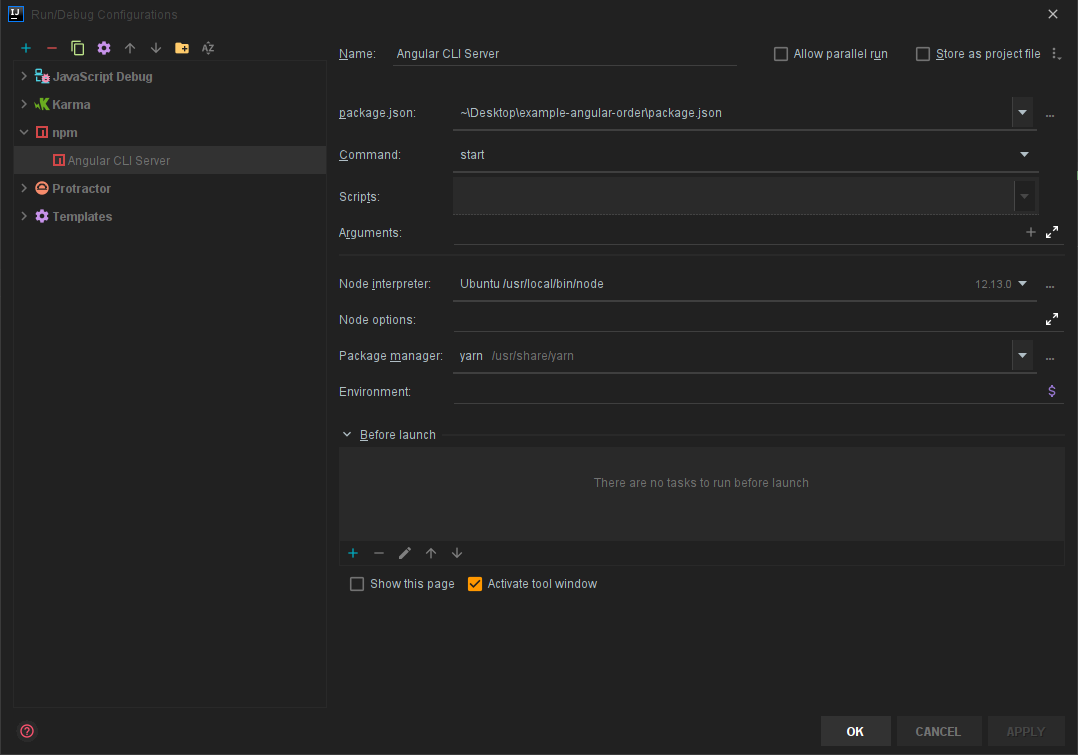 IJ
Run/Debug Configurations
JavaScript Debug
Karma
npm
Angular CLI Server
Protractor
Templates
Name: Angular CLI Server
Allow parallel run
Store as project file
package.json: ~\Desktop\example-angular-order\package.json
Command: start
Scripts:
Arguments:
Node interpreter: Ubuntu /usr/local/bin/node 12.13.0
Node options:
Package manager: yarn /usr/share/yarn
Environment: $
Before launch
There are no tasks to run before launch
Show this page
Activate tool window
OK
CANCEL
APPLY